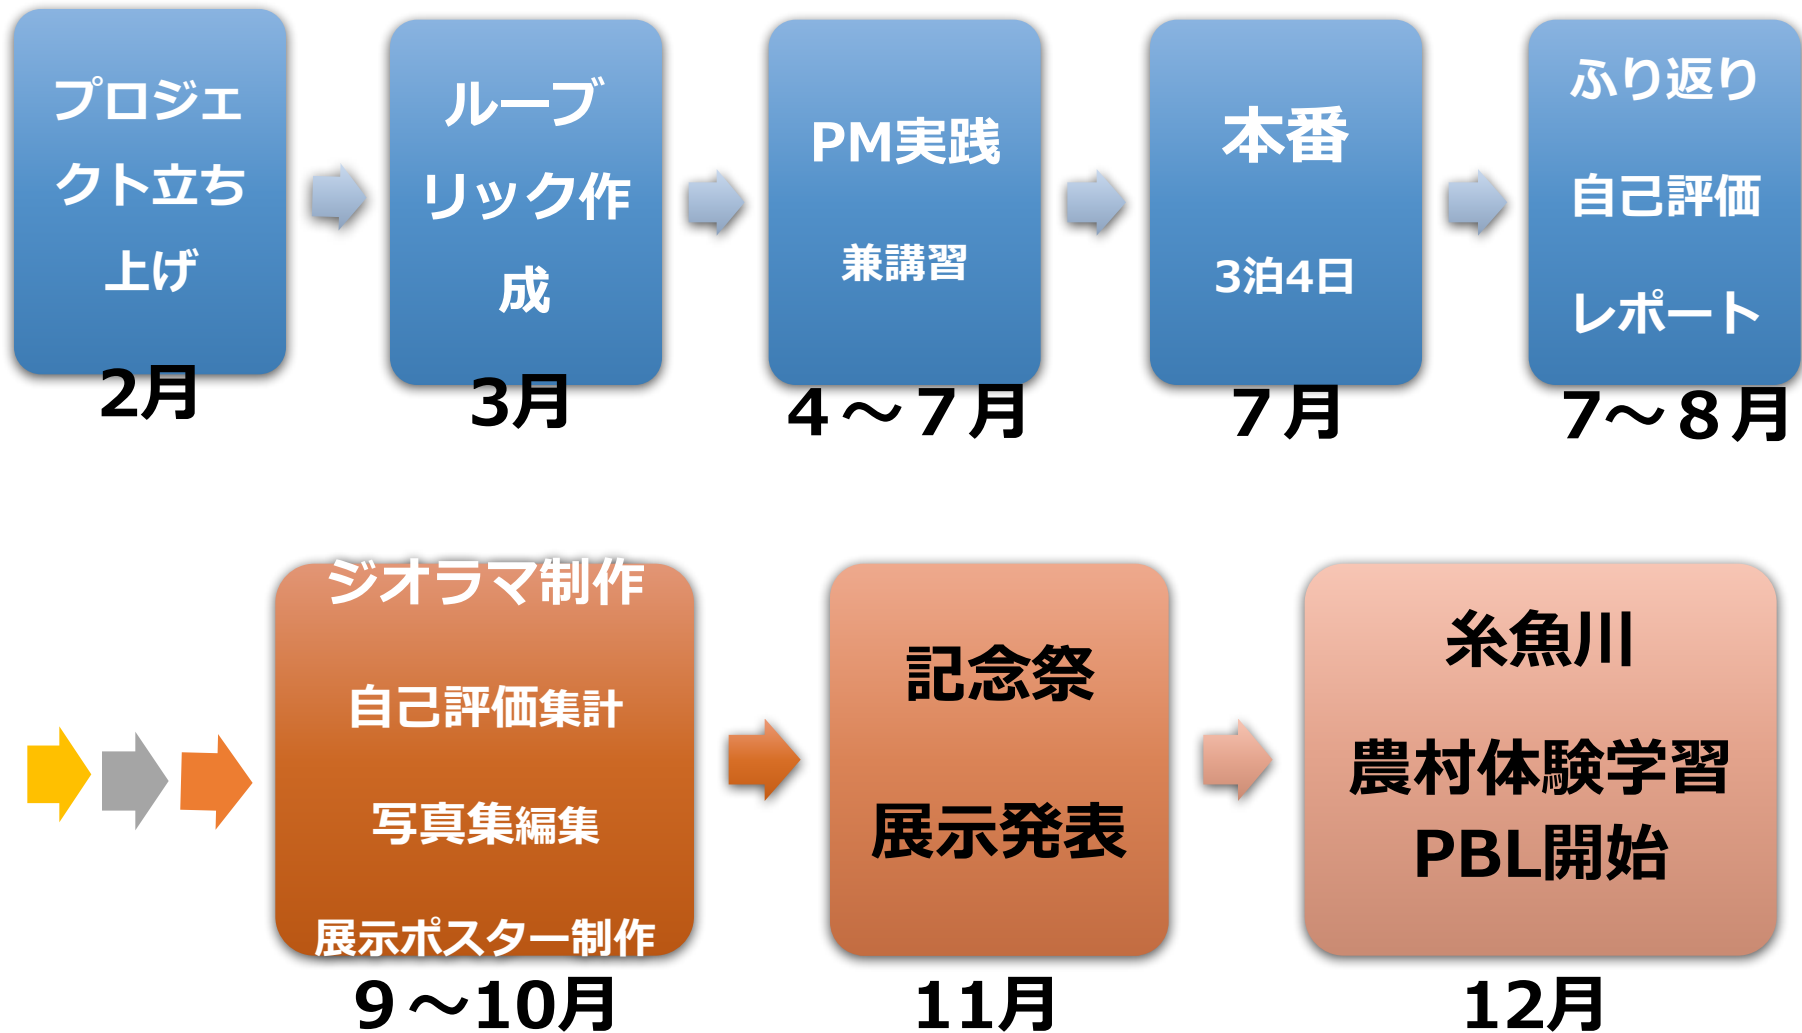 プロジェ
クト立ち
上げ
2月
ルーブ
リック作
成
3月
PM実践
兼講習
４～７月
本番
3泊4日
７月
ふり返り
自己評価
レポート
7～８月
ジオラマ制作
自己評価集計
写真集編集
展示ポスター制作
９～10月
記念祭
展示発表
11月
糸魚川
農村体験学習
PBL開始
12月